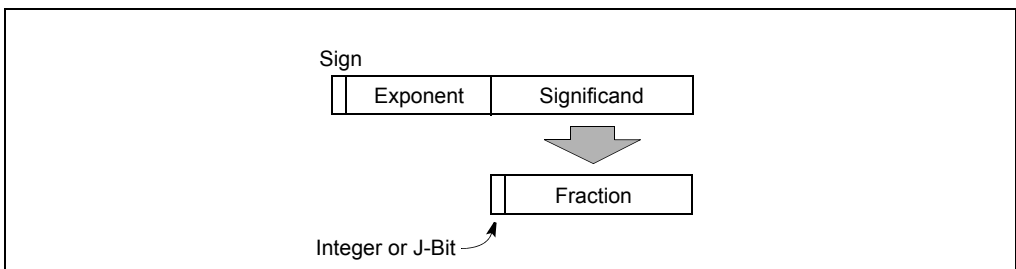 Sign
Exponent Significand
Fraction
Integer or J-Bit